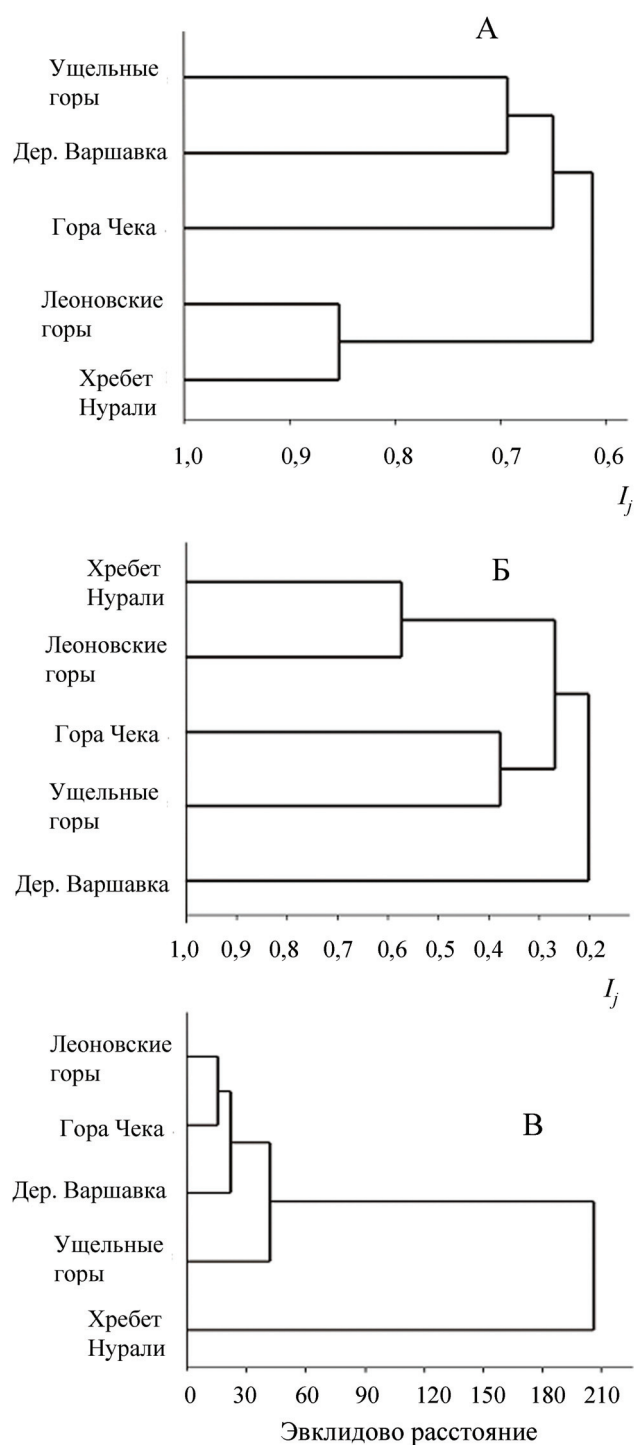 А
Ущельные
горы
Дер. Варшавка
Гора Чека
Леоновские
горы
Хребет
Нурали
1,0 0,9 0,8 0,7 0,6
Ij
Б
Хребет
Нурали
Леоновские
горы
Гора Чека
Ущельные
горы
Дер. Варшавка
1,0 0,9 0,8 0,7 0,6 0,5 0,4 0,3 0,2
Ij
В
Леоновские
горы
Гора Чека
Дер. Варшавка
Ущельные
горы
Хребет
Нурали
0 30 60 90 120 150 180 210
Эвклидово расстояние